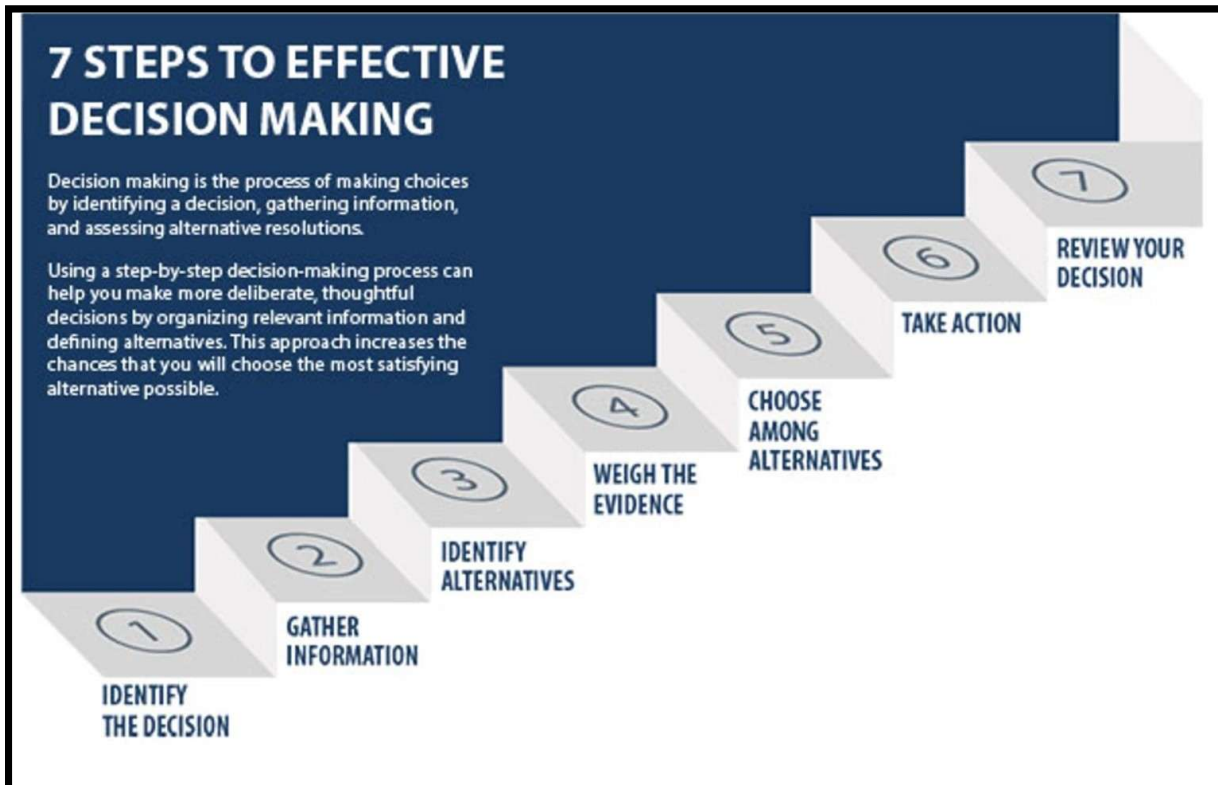 7 STEPS TO EFFECTIVE
DECISION MAKING
Decision making is the process of making choices
by identifying a decision, gathering information,
and assessing alternative resolutions.
Using a step-by-step decision-making process can
help you make more deliberate, thoughtful
decisions by organizing relevant information and
defining alternatives. This approach increases the
chances that you will choose the most satisfying
alternative possible.
1
IDENTIFY
THE DECISION
2
GATHER
INFORMATION
3
IDENTIFY
ALTERNATIVES
4
WEIGH THE
EVIDENCE
5
CHOOSE
AMONG
ALTERNATIVES
6
TAKE ACTION
7
REVIEW YOUR
DECISION